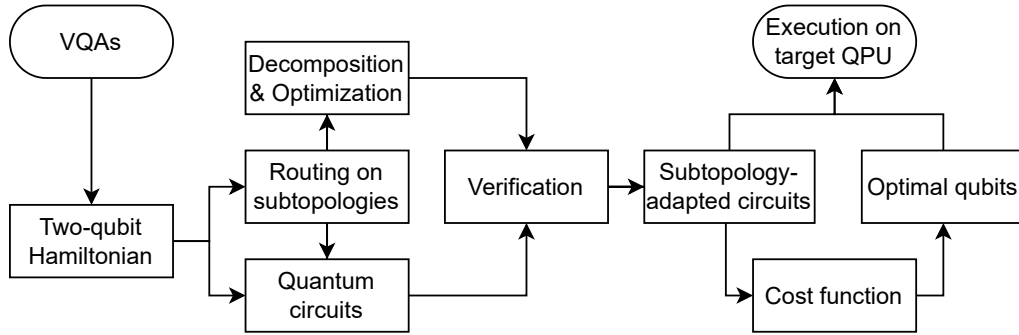 VQAs
Two-qubit
Hamiltonian
Decomposition
& Optimization
Routing on
subtopologies
Quantum
circuits
Verification
Subtopology-
adapted circuits
Cost function
Optimal qubits
Execution on
target QPU